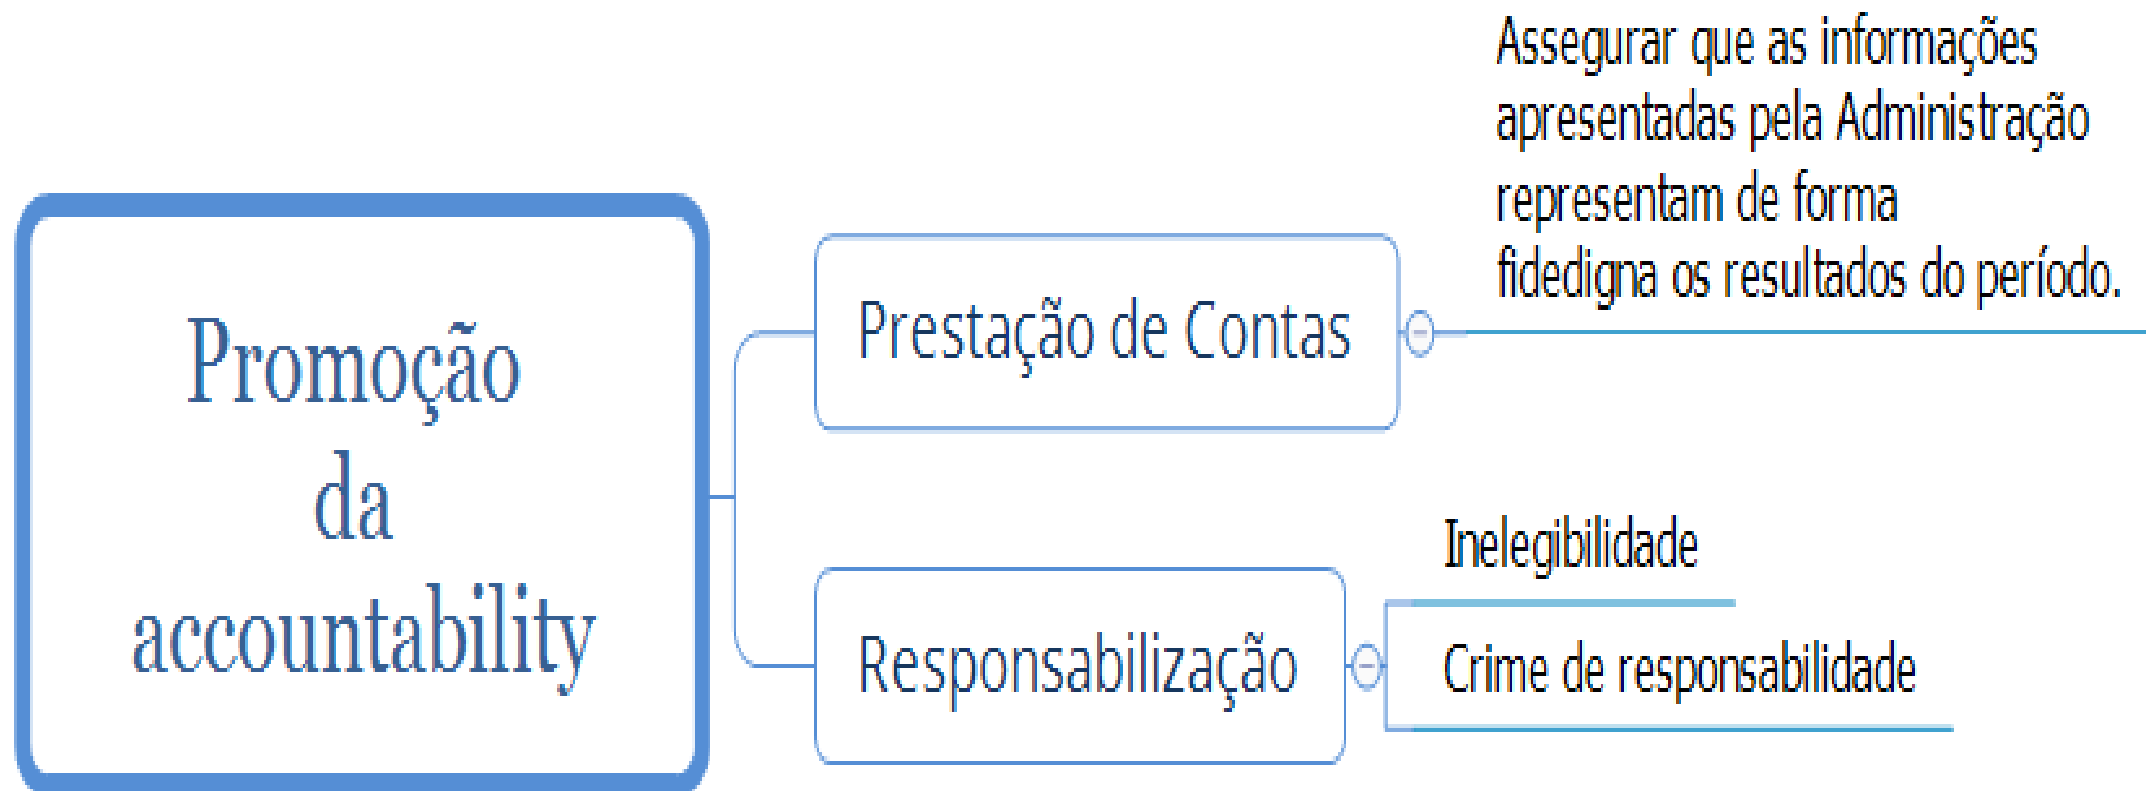 Promoção
da
accountability
Prestação de Contas
Assegurar que as informações
apresentadas pela Administração
representam de forma
fidedigna os resultados do período.
Responsabilização
Inelegibilidade
Crime de responsabilidade